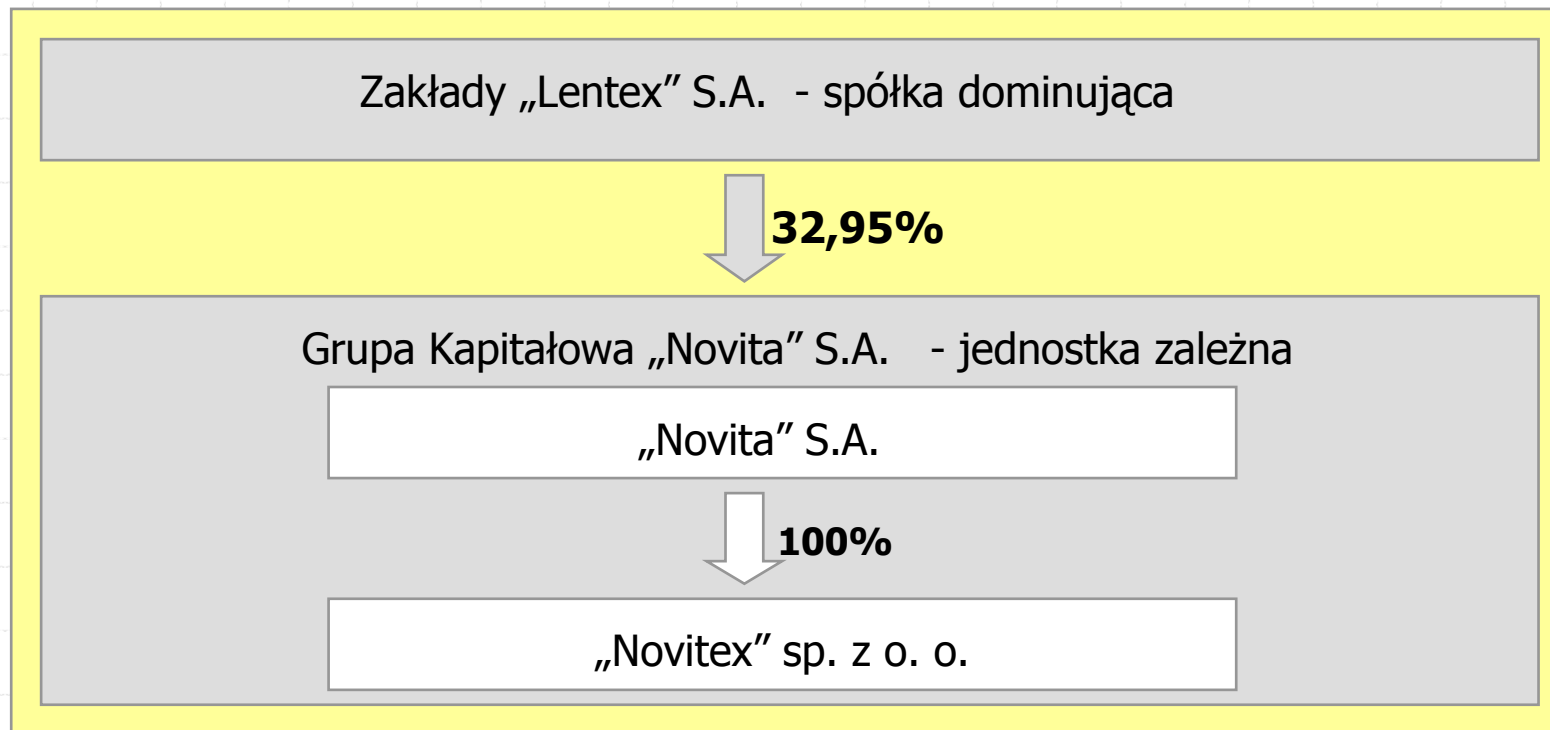 Zakłady „Lentex” S.A. - spółka dominująca
32,95%
Grupa Kapitałowa „Novita” S.A. - jednostka zależna
„Novita” S.A.
100%
„Novitex” sp. z o. o.